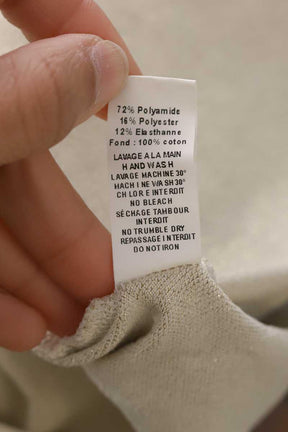 72% Polyamide
16% Polyester
12% Elasthanne
Fond : 100% coton
LAVAGE A LA MAIN
HAND WASH
LAVAGE MACHINE 30°
MACHINE WASH 30°
CHLORE INTERDIT
NO BLEACH
SÉCHAGE TAMBOUR
INTERDIT
NO TRUMBLE DRY
REPASSAGE INTERDIT
DO NOT IRON